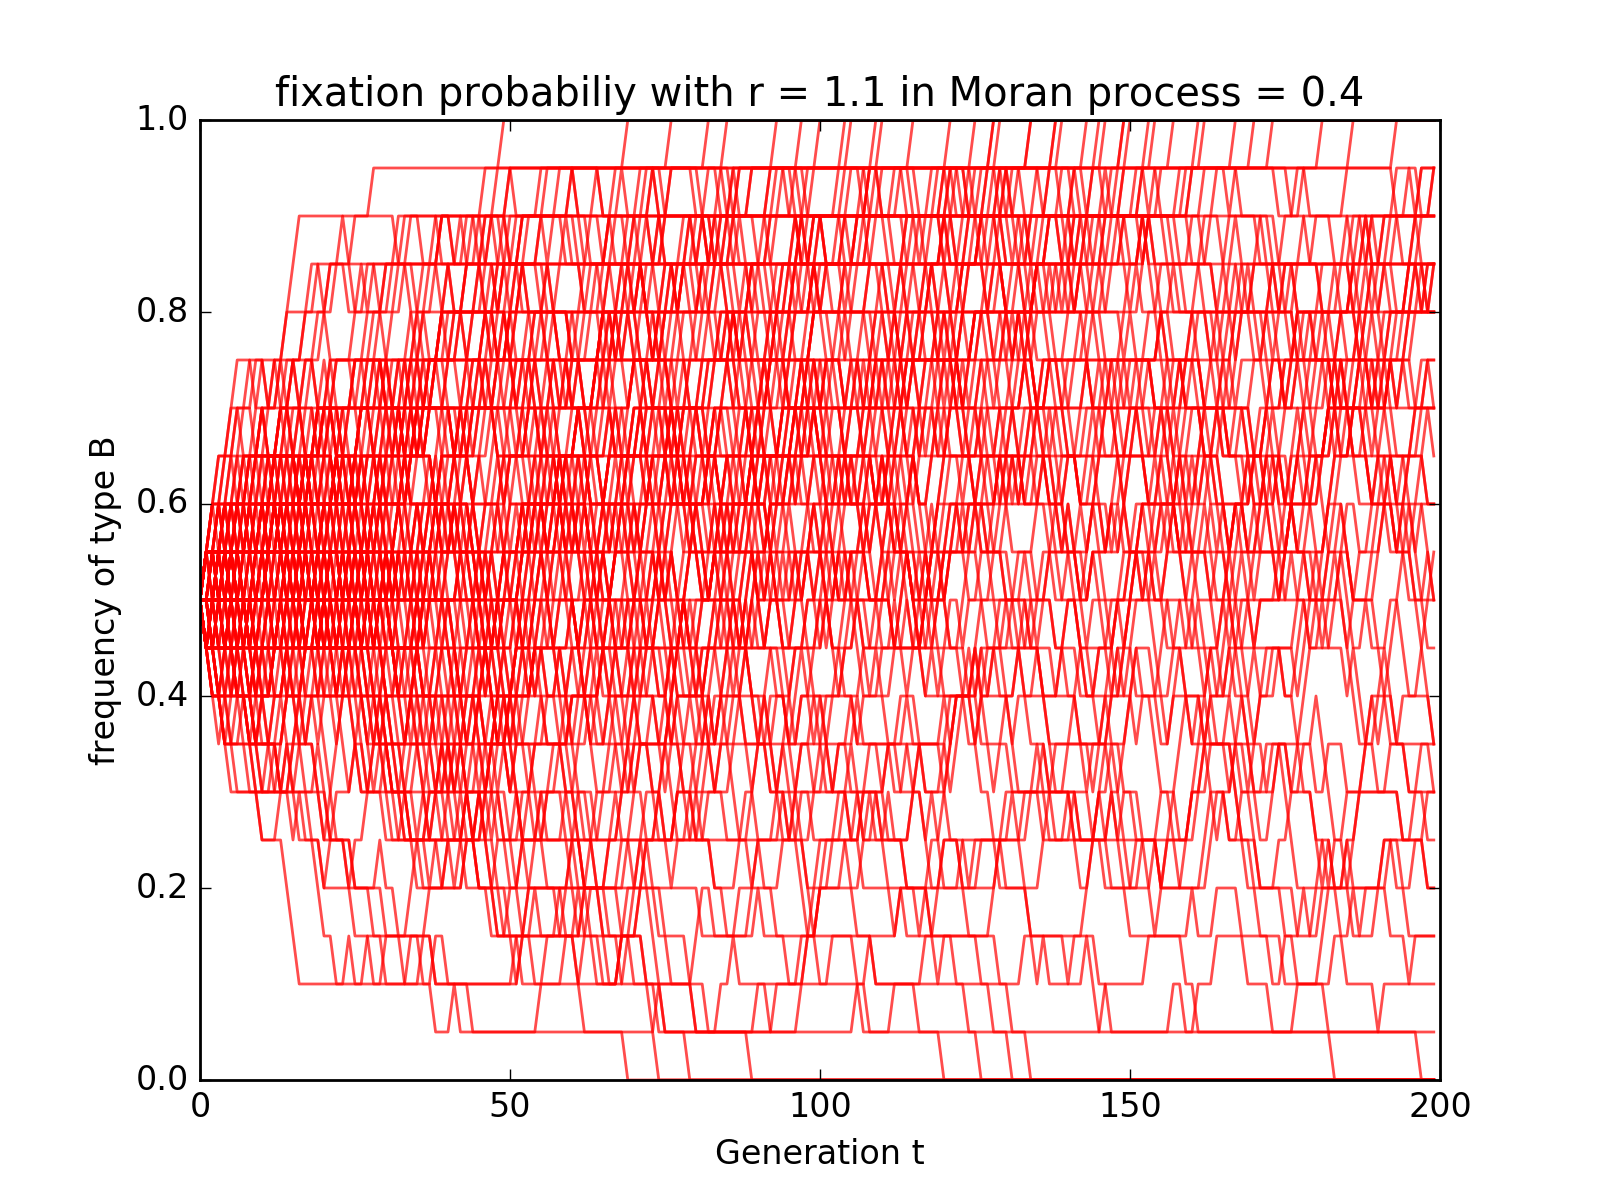 fixation probabiliy with r = 1.1 in Moran process = 0.4
1.0
0.8
0.6
0.4
0.2
0.0
frequency of type B
0 50 100 150 200
Generation t